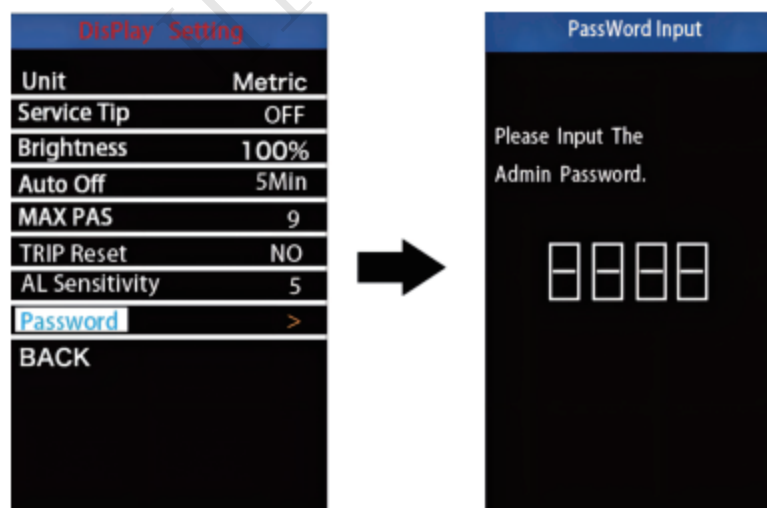 DisPlay Setting
Unit Metric
Service Tip OFF
Brightness 100%
Auto Off 5Min
MAX PAS 9
TRIP Reset NO
AL Sensitivity 5
Password >
BACK
PassWord Input
Please Input The
Admin Password.